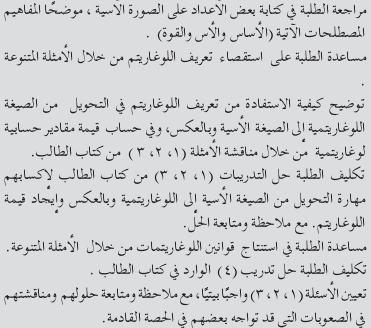 مراجعة الطلبة في كتابة بعض الأعداد على الصورة الأسية ، موضحًا المفاهيم
المصطلحات الآتية (الأساس والأس والقوة) .
مساعدة الطلبة على استقصاء تعريف اللوغاريتم من خلال الأمثلة المتنوعة
.
توضيح كيفية الاستفادة من تعريف اللوغاريتم في التحويل من الصيغة
اللوغاريتمية إلى الصيغة الأسية وبالعكس، وفي حساب قيمة مقادير حسابية
لوغاريتمية من خلال مناقشة الأمثلة (١، ٢، ٣ ) من كتاب الطالب.
تكليف الطلبة حل التدريبات (١، ٢، ٣) من كتاب الطالب لإكسابهم
مهارة التحويل من الصيغة الأسية الى اللوغاريتمية وبالعكس وإيجاد قيمة
اللوغاريتم. مع ملاحظة ومتابعة الحل.
مساعدة الطلبة في استنتاج قوانين اللوغاريتمات من خلال الأمثلة المتنوعة.
تكليف الطلبة حل تدريب (٤) الوارد في كتاب الطالب .
تعيين الأسئلة (١، ٢، ٣) واجبًا بيتيًا، مع ملاحظة ومتابعة حلولهم ومناقشتهم
في الصعوبات التي قد تواجه بعضهم في الحصة القادمة.